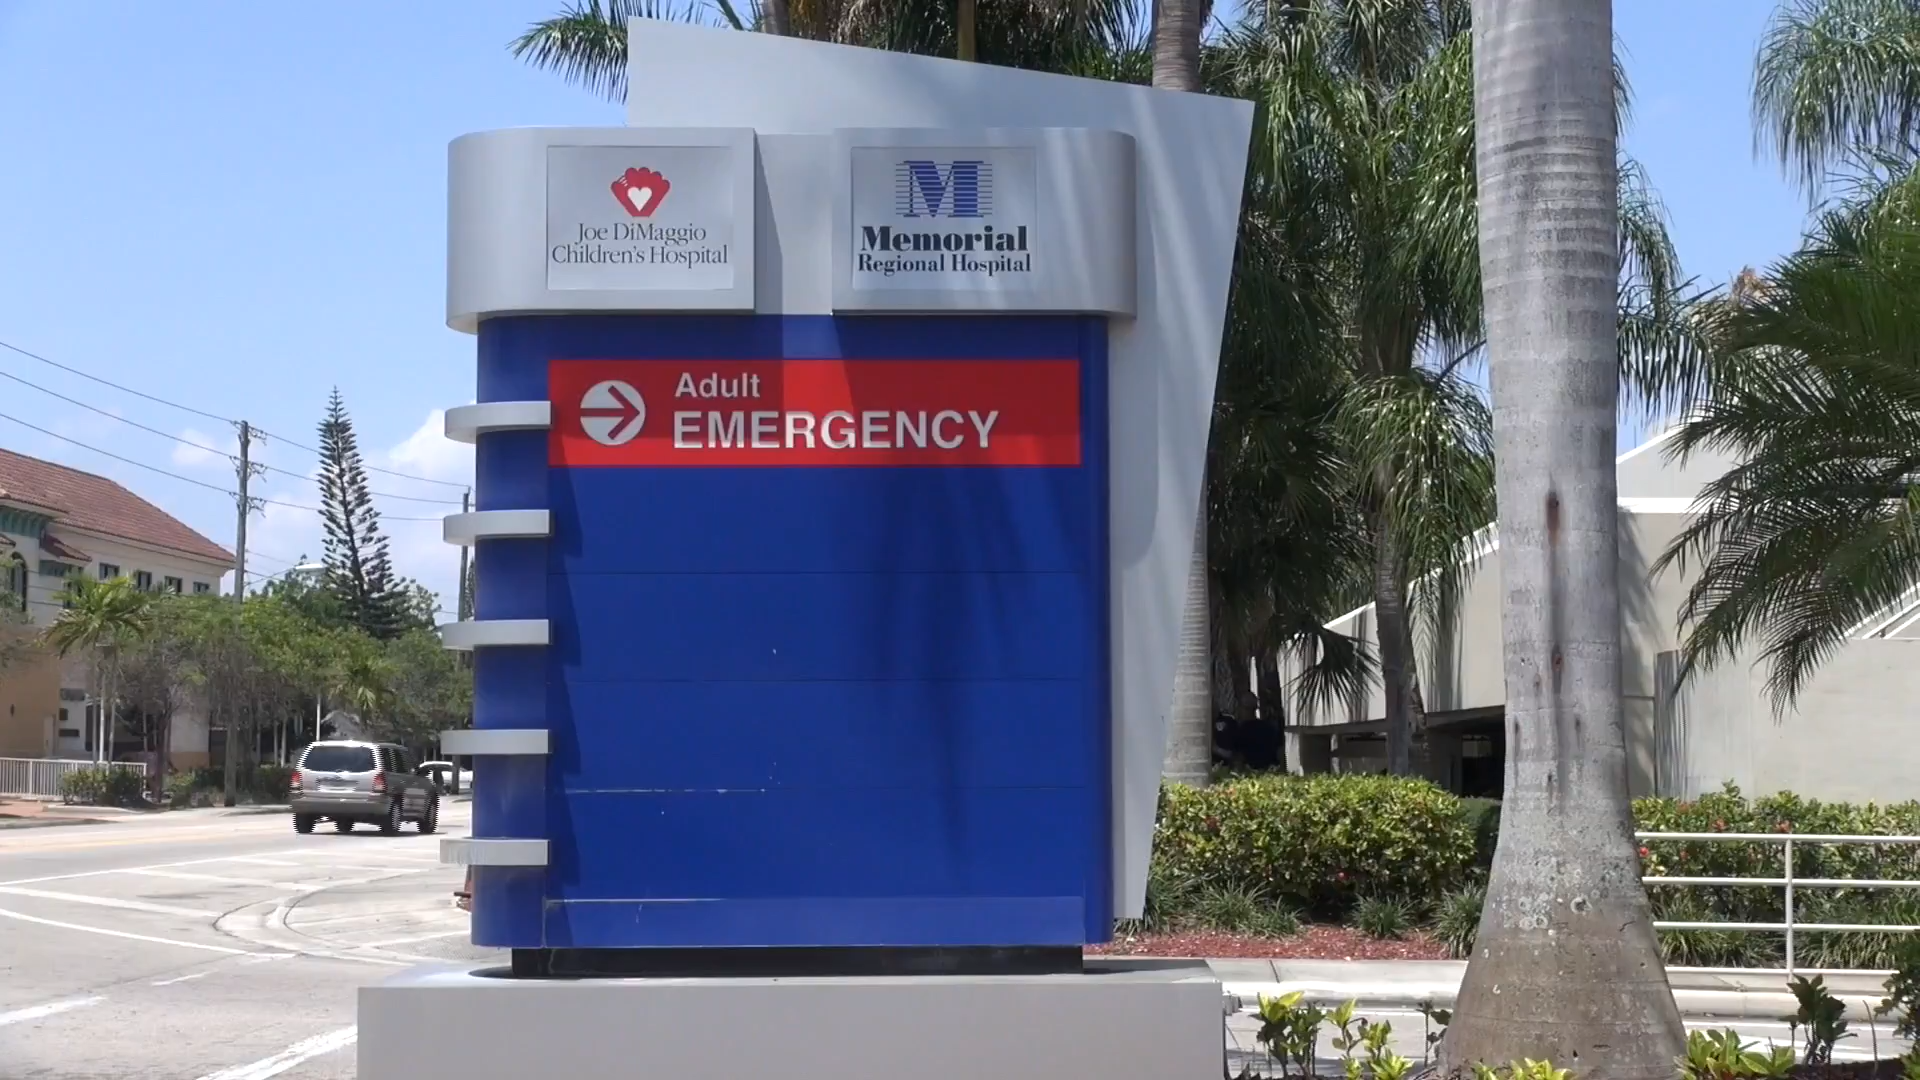 Joe DiMaggio
Children's Hospital
M
Memorial
Regional Hospital
Adult
EMERGENCY